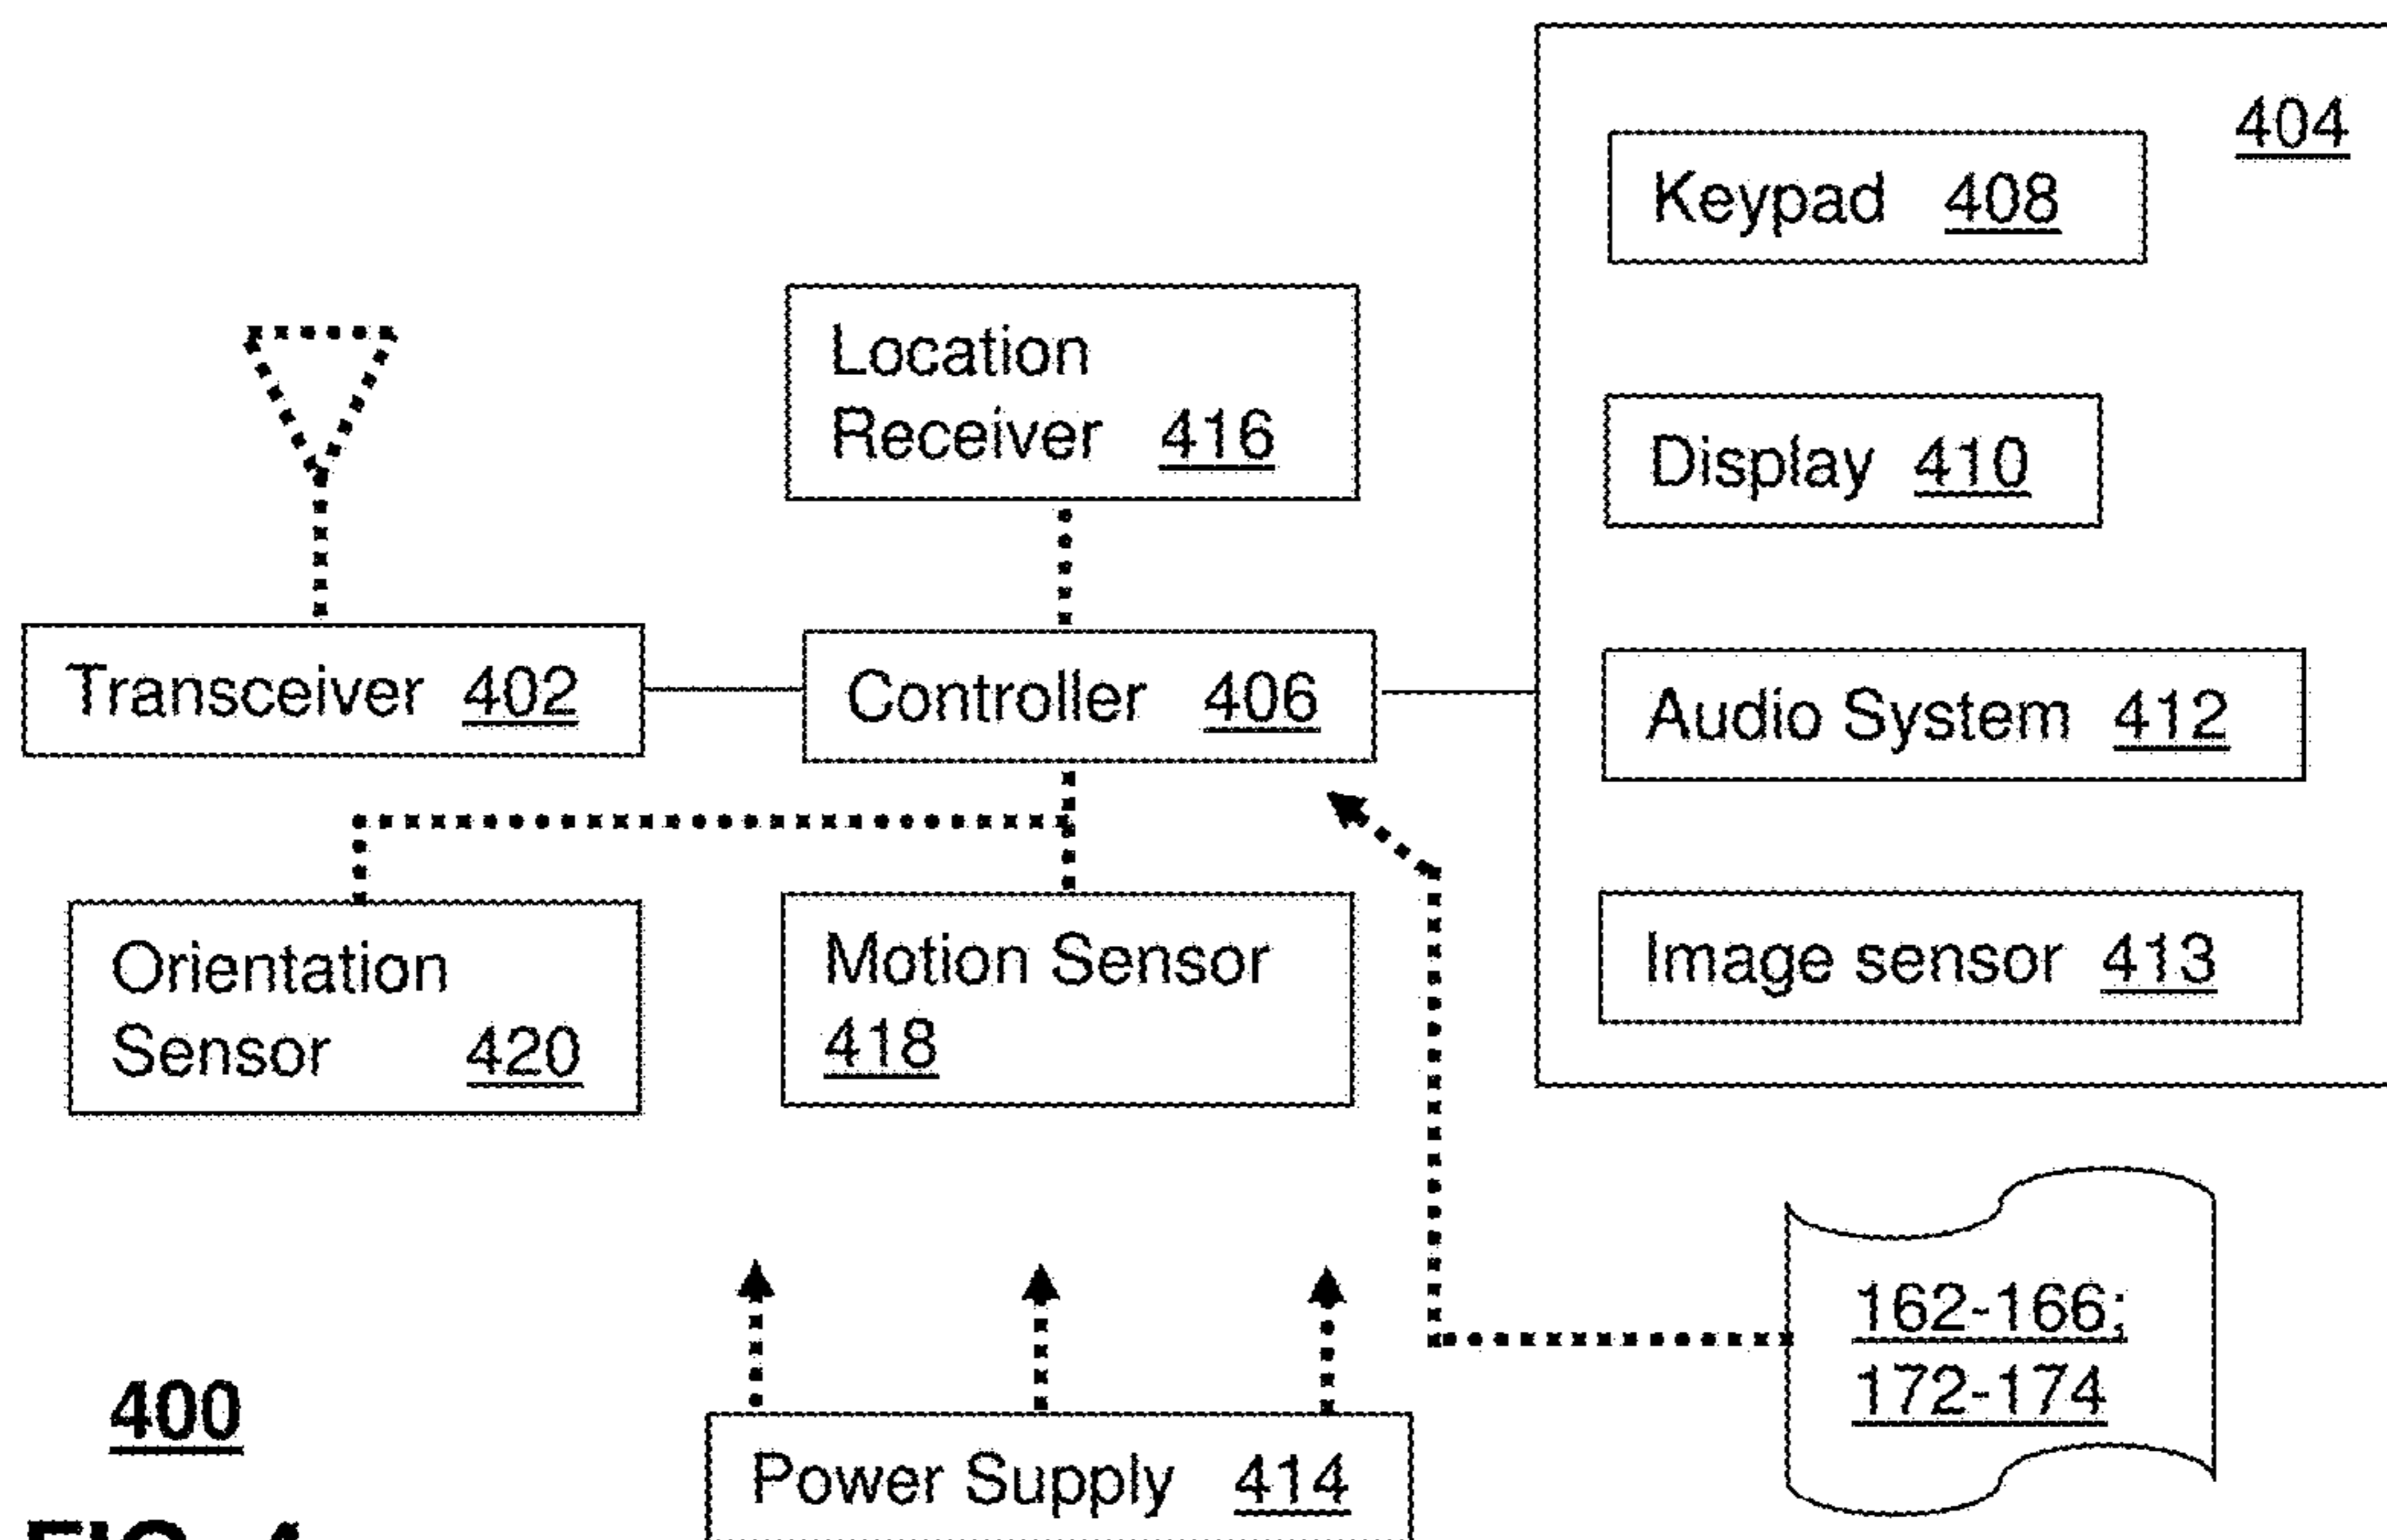 404
Keypad 408
Location
Receiver 416
Display 410
Transceiver 402
Controller 406
Audio System 412
Orientation
Sensor 420
Motion Sensor
418
Image sensor 413
162-166;
172-174
400
Power Supply 414